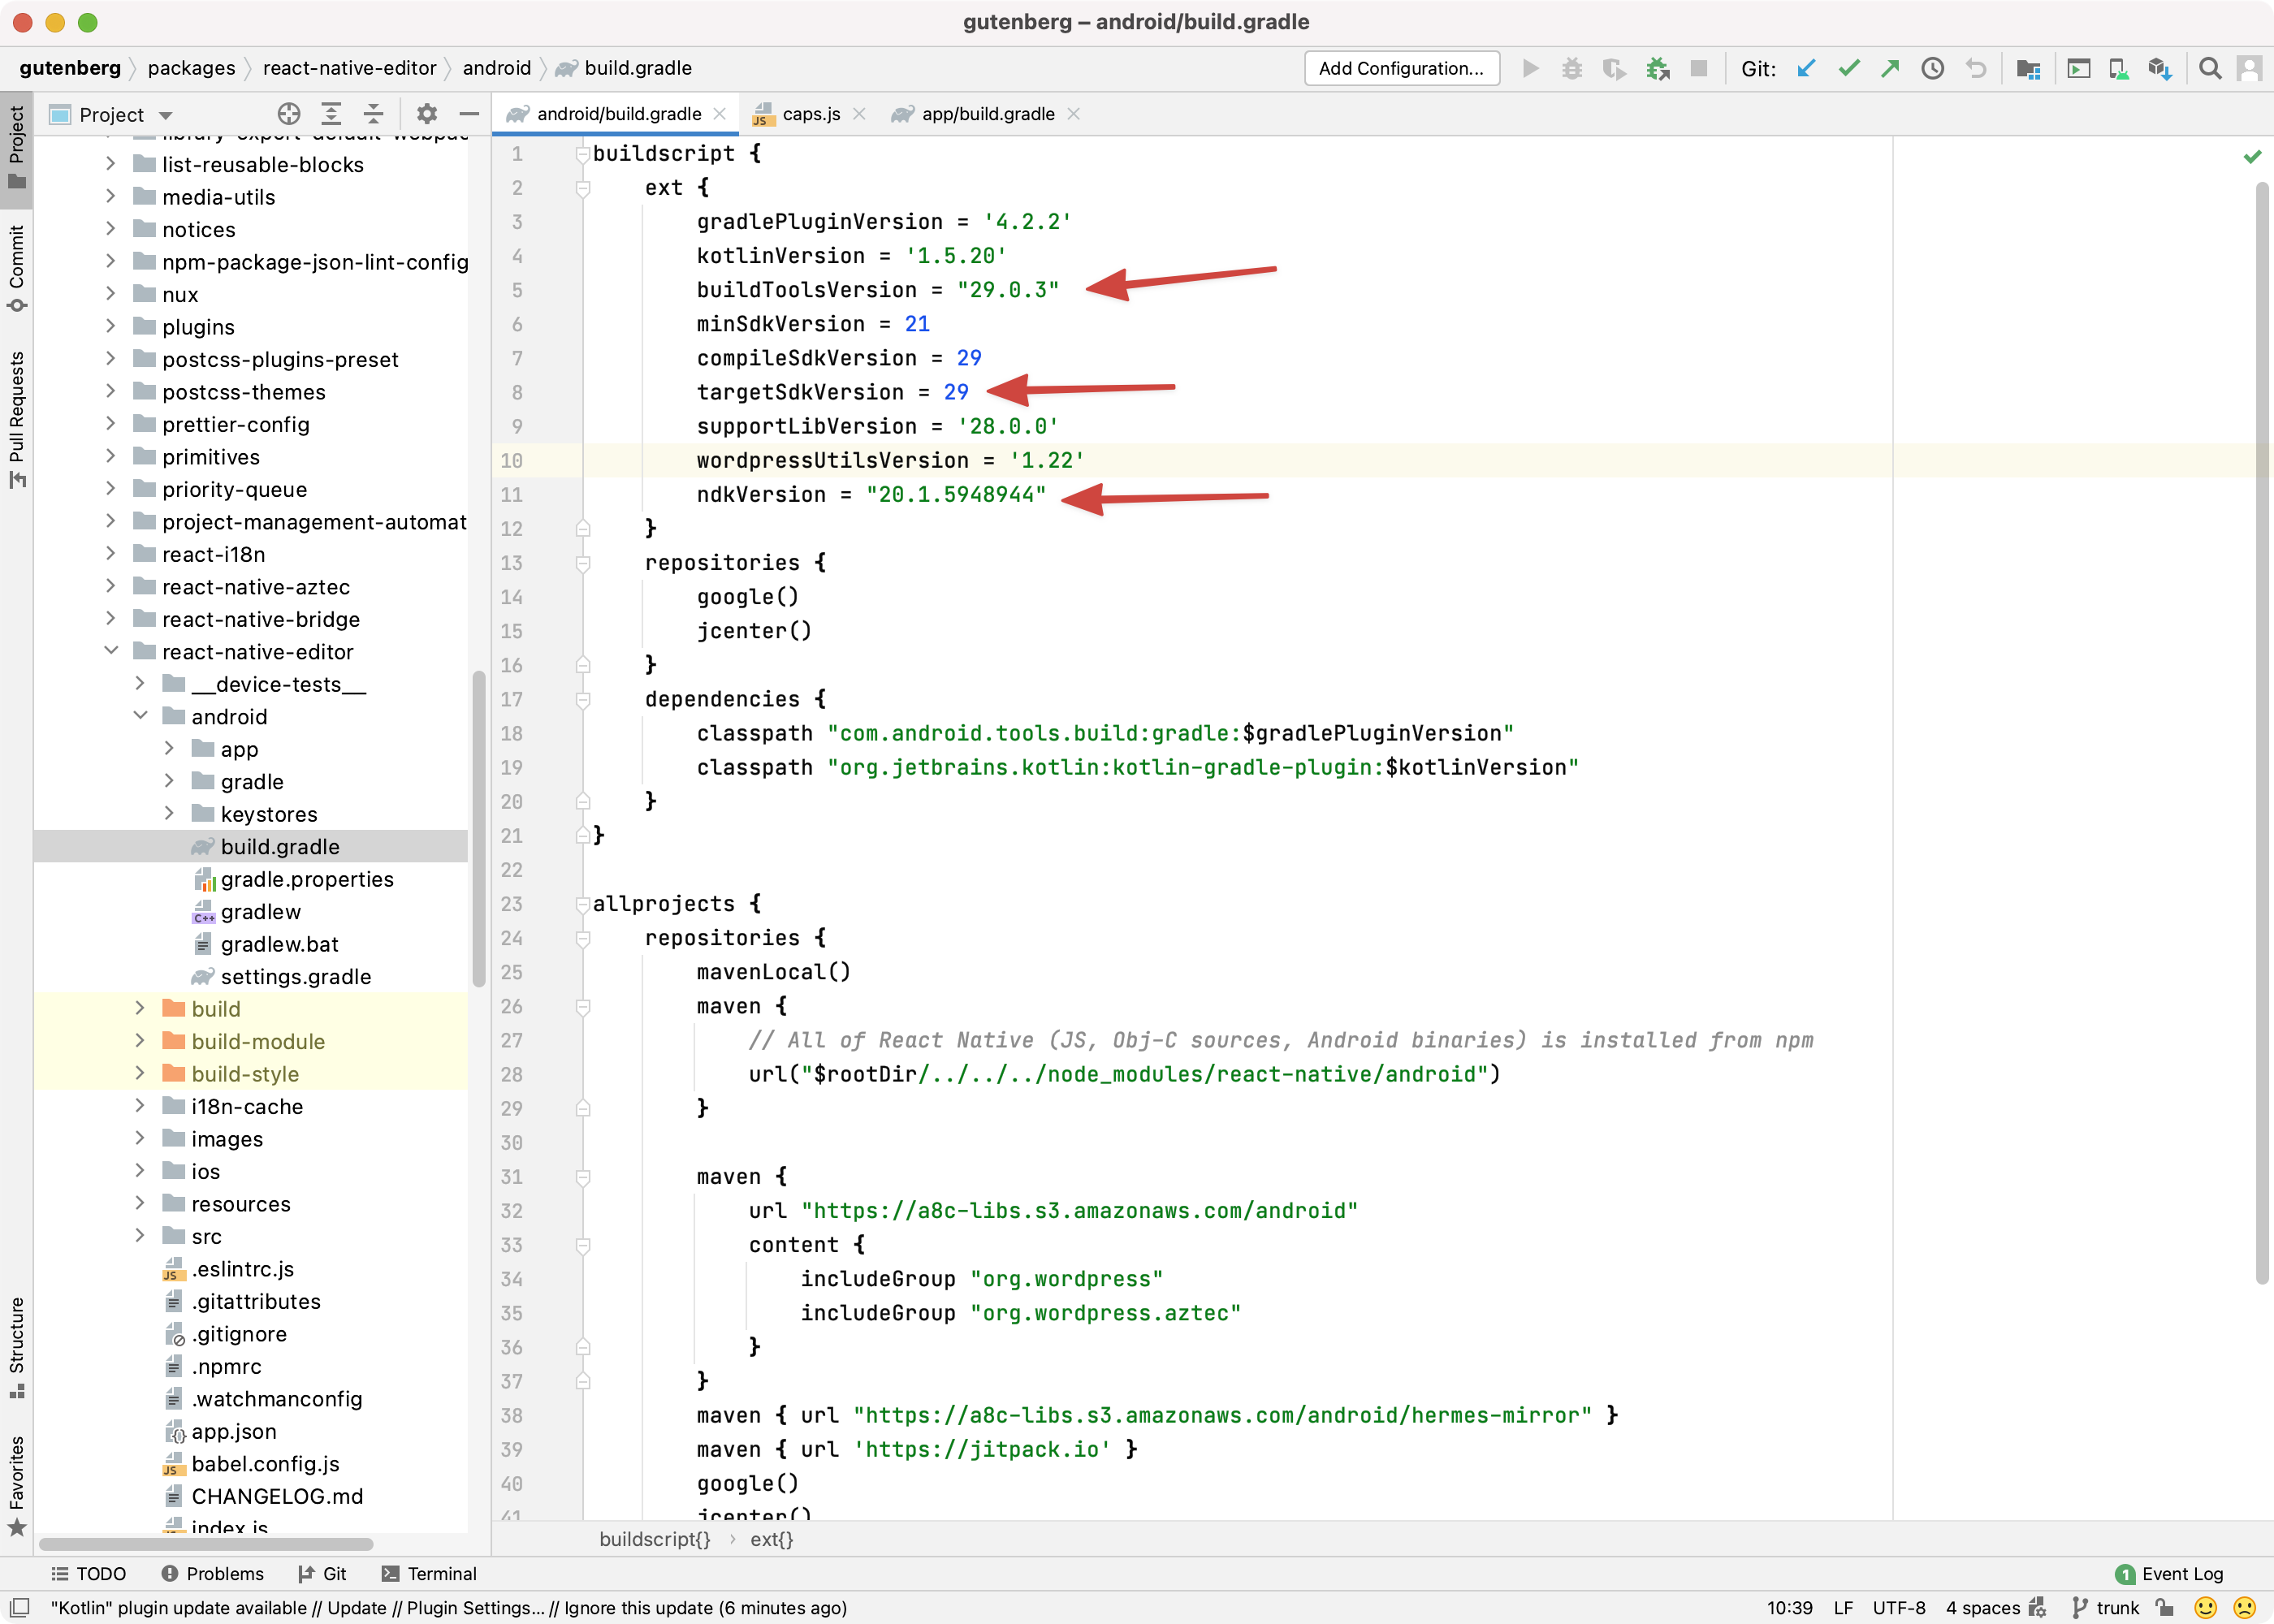 gutenberg – android/build.gradle
gutenberg packages react-native-editor android build.gradle
Add Configuration...
Git:
Project
Commit
Pull Requests
Structure
Favorites
Project
library-export-default-webpac
list-reusable-blocks
media-utils
notices
npm-package-json-lint-config
nux
plugins
postcss-plugins-preset
postcss-themes
prettier-config
primitives
priority-queue
project-management-automat
react-i18n
react-native-aztec
react-native-bridge
react-native-editor
__device-tests__
android
app
gradle
keystores
build.gradle
gradle.properties
C++ gradlew
gradlew.bat
settings.gradle
build
build-module
build-style
i18n-cache
images
ios
resources
src
JS .eslintrc.js
.gitattributes
.gitignore
.npmrc
.watchmanconfig
app.json
JS babel.config.js
CHANGELOG.md
index.js
android/build.gradle
JS caps.js
app/build.gradle
1 buildscript {
2 ext {
3 gradlePluginVersion = '4.2.2'
4 kotlinVersion = '1.5.20'
5 buildToolsVersion = "29.0.3"
6 minSdkVersion = 21
7 compileSdkVersion = 29
8 targetSdkVersion = 29
9 supportLibVersion = '28.0.0'
10 wordpressUtilsVersion = '1.22'
11 ndkVersion = "20.1.5948944"
12 }
13 repositories {
14 google()
15 jcenter()
16 }
17 dependencies {
18 classpath "com.android.tools.build:gradle:$gradlePluginVersion"
19 classpath "org.jetbrains.kotlin:kotlin-gradle-plugin:$kotlinVersion"
20 }
21 }
22
23 allprojects {
24 repositories {
25 mavenLocal()
26 maven {
27 // All of React Native (JS, Obj-C sources, Android binaries) is installed from npm
28 url("$rootDir/../../../node_modules/react-native/android")
29 }
30
31 maven {
32 url "https://a8c-libs.s3.amazonaws.com/android"
33 content {
34 includeGroup "org.wordpress"
35 includeGroup "org.wordpress.aztec"
36 }
37 }
38 maven { url "https://a8c-libs.s3.amazonaws.com/android/hermes-mirror" }
39 maven { url 'https://jitpack.io' }
40 google()
41 jcenter()
buildscript{} › ext{}
TODO Problems Git Terminal
1 Event Log
"Kotlin" plugin update available // Update // Plugin Settings... // Ignore this update (6 minutes ago)
10:39 LF UTF-8 4 spaces trunk